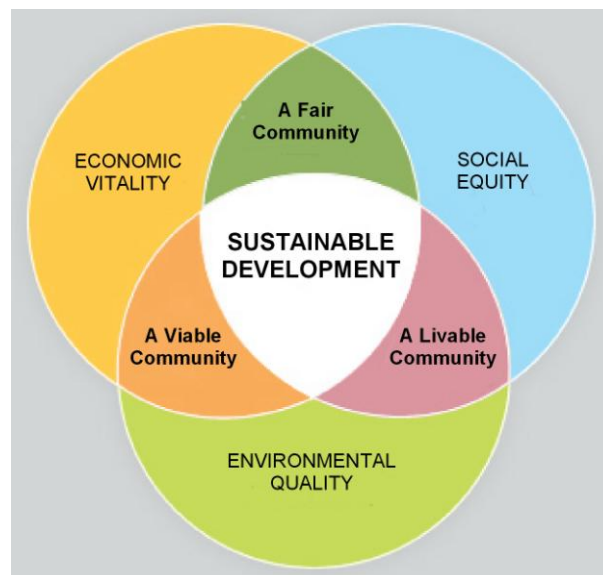 A Fair
Community
ECONOMIC
VITALITY
SOCIAL
EQUITY
SUSTAINABLE
DEVELOPMENT
A Viable
Community
A Livable
Community
ENVIRONMENTAL
QUALITY